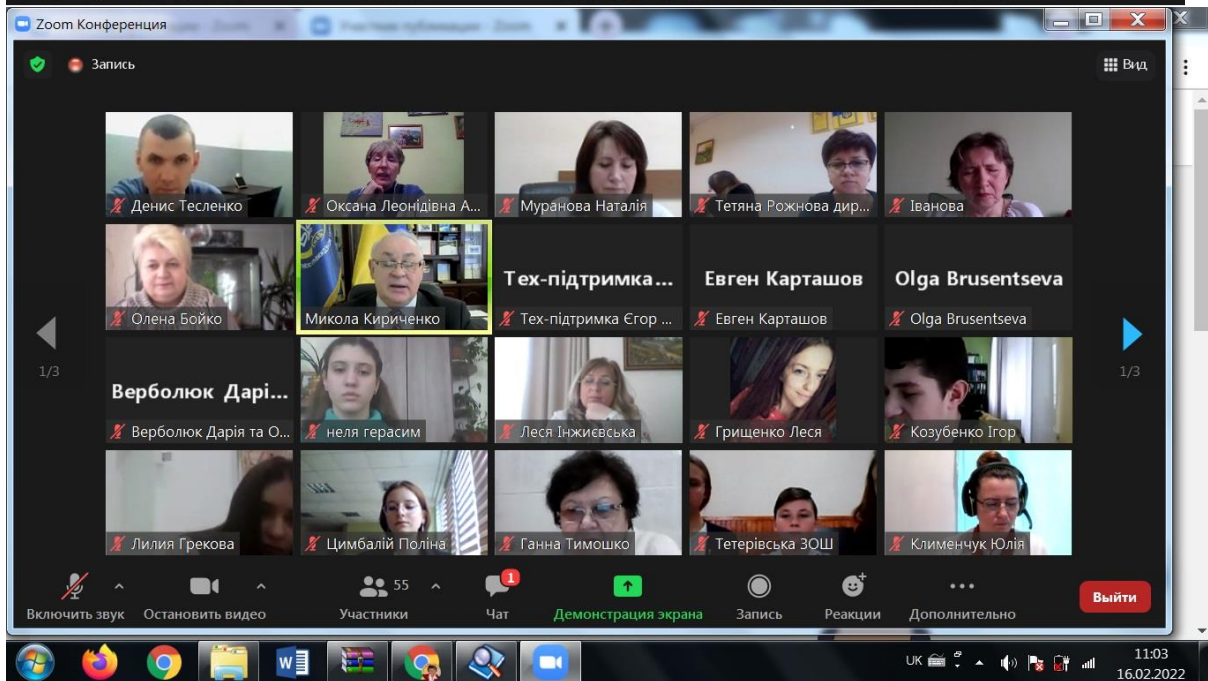 Zoom Конференция
Запись
Вид
Денис Тесленко
Оксана Леонідівна А...
Муранова Наталія
Тетяна Рожнова дир...
Іванова
Олена Бойко
Микола Кириченко
Тех-підтримка...
Тех-підтримка Єгор ...
Евген Карташов
Евген Карташов
Olga Brusentseva
Olga Brusentseva
1/3
1/3
Верболюк Дарі...
Верболюк Дарія та О...
неля герасим
Леся Інжиєвська
Грищенко Леся
Козубенко Ігор
Лилия Грекова
Цимбалій Поліна
Ганна Тимошко
Тетерівська ЗОШ
Клименчук Юлія
Включить звук
Остановить видео
55
Участники
1
Чат
Демонстрация экрана
Запись
Реакции
Дополнительно
Выйти
UK
11:03
16.02.2022